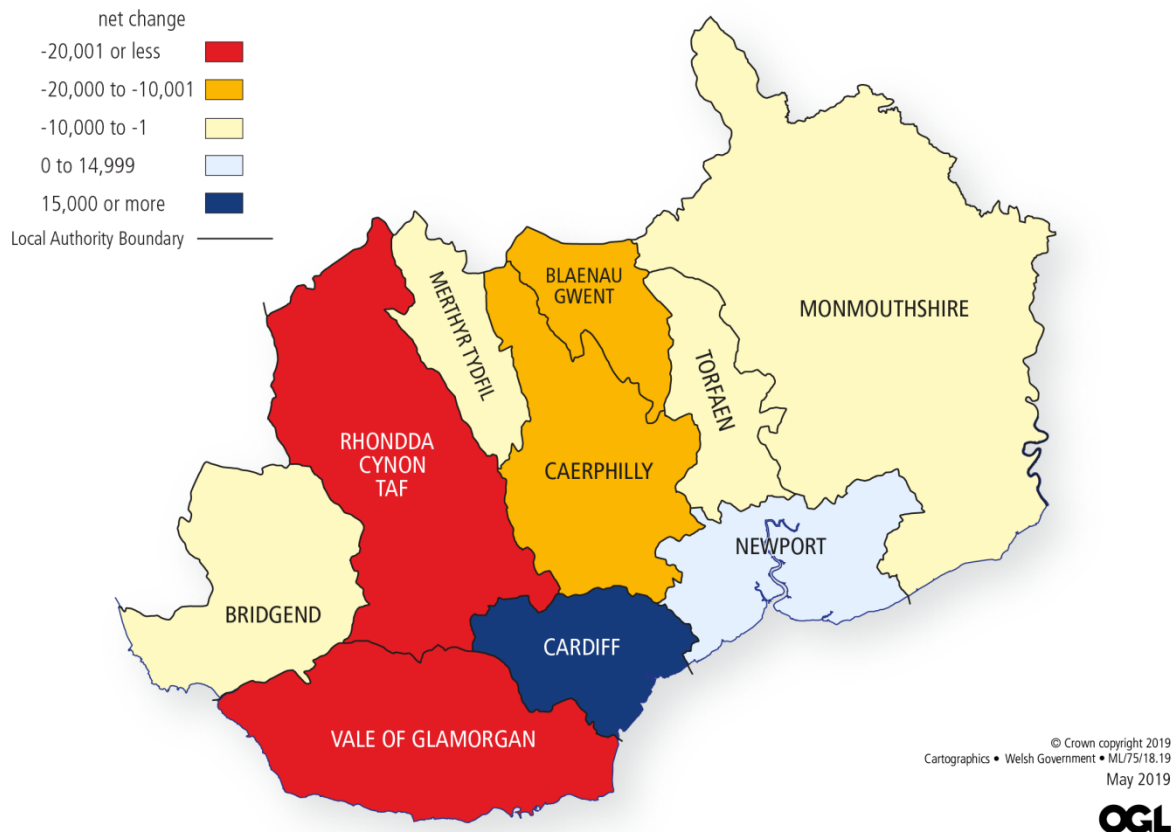 net change
-20,001 or less
-20,000 to -10,001
-10,000 to -1
0 to 14,999
15,000 or more
Local Authority Boundary
MERTHYR TYDFIL
BLAENAU
GWENT
MONMOUTHSHIRE
TORFAEN
RHONDDA
CYNON
TAF
CAERPHILLY
NEWPORT
BRIDGEND
CARDIFF
VALE OF GLAMORGAN
© Crown copyright 2019
Cartographics • Welsh Government • ML/75/18.19
May 2019
OGL